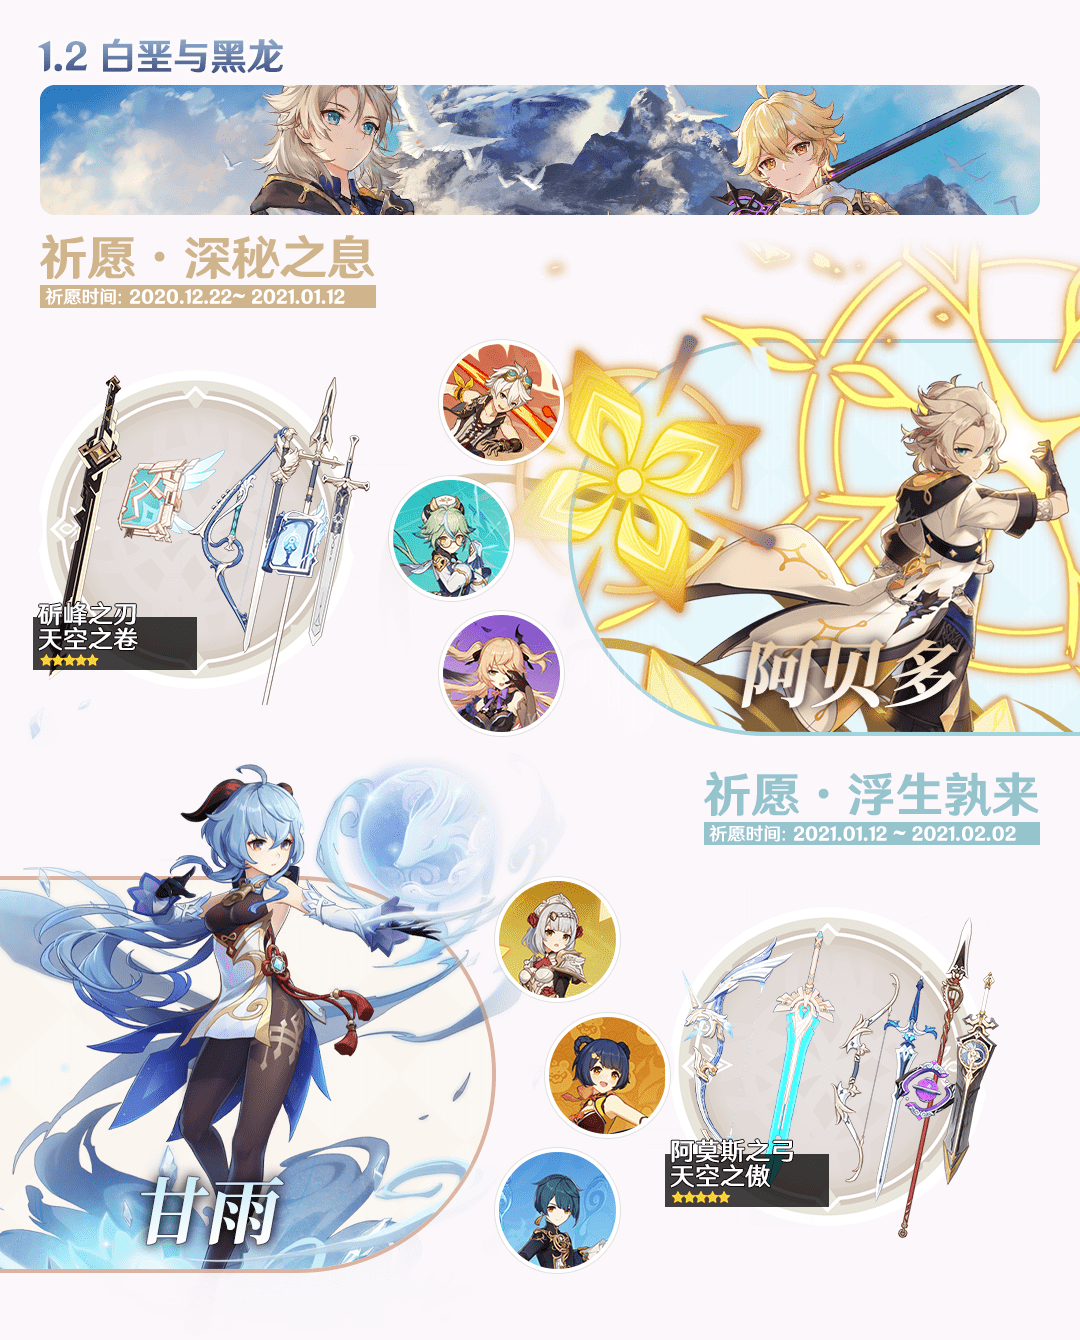 1.2 白垩与黑龙
祈愿·深秘之息
祈愿时间: 2020.12.22~ 2021.01.12
斫峰之刃
天空之卷
阿贝多
祈愿·浮生孰来
祈愿时间: 2021.01.12 ~ 2021.02.02
阿莫斯之弓
天空之傲
甘雨